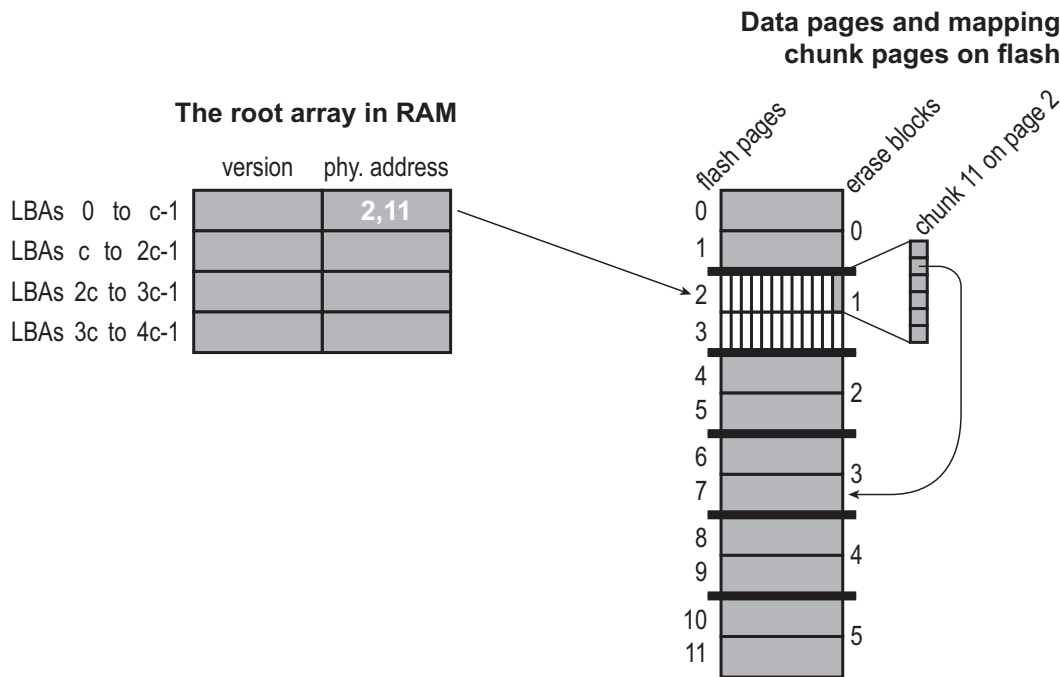 Data pages and mapping
chunk pages on flash
The root array in RAM
version phy. address
LBAs 0 to c-1 2,11
LBAs c to 2c-1
LBAs 2c to 3c-1
LBAs 3c to 4c-1
flash pages
erase blocks
chunk 11 on page 2
0
0
1
2
1
3
4
2
5
6
3
7
8
4
9
10
5
11